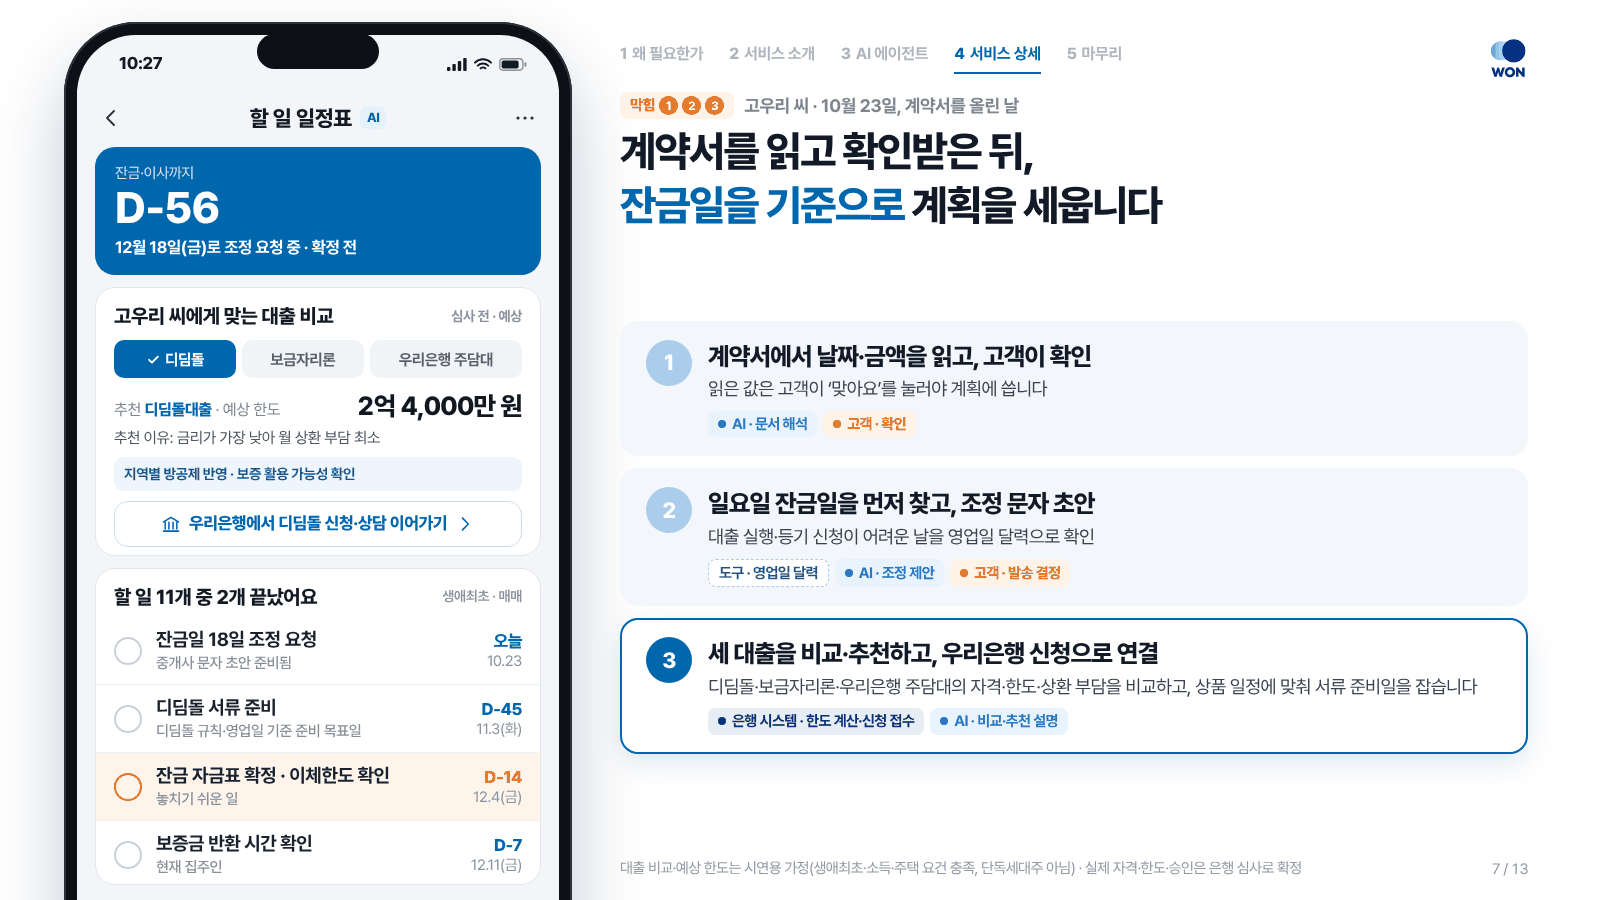 10:27
할 일 일정표 AI
잔금·이사까지
D-56
12월 18일(금)로 조정 요청 중 · 확정 전
고우리 씨에게 맞는 대출 비교
심사 전 · 예상
디딤돌
보금자리론
우리은행 주담대
추천 디딤돌대출 · 예상 한도
2억 4,000만 원
추천 이유: 금리가 가장 낮아 월 상환 부담 최소
지역별 방공제 반영 · 보증 활용 가능성 확인
우리은행에서 디딤돌 신청·상담 이어가기
할 일 11개 중 2개 끝났어요
생애최초 · 매매
잔금일 18일 조정 요청
오늘
중개사 문자 초안 준비됨
10.23
디딤돌 서류 준비
D-45
디딤돌 규칙·영업일 기준 준비 목표일
11.3(화)
잔금 자금표 확정 · 이체한도 확인
D-14
놓치기 쉬운 일
12.4(금)
보증금 반환 시간 확인
D-7
현재 집주인
12.11(금)
1 왜 필요한가
2 서비스 소개
3 AI 에이전트
4 서비스 상세
5 마무리
WON
막힘 1 2 3
고우리 씨 · 10월 23일, 계약서를 올린 날
계약서를 읽고 확인받은 뒤,
잔금일을 기준으로 계획을 세웁니다
1
계약서에서 날짜·금액을 읽고, 고객이 확인
읽은 값은 고객이 ‘맞아요’를 눌러야 계획에 씁니다
AI · 문서 해석
고객 · 확인
2
일요일 잔금일을 먼저 찾고, 조정 문자 초안
대출 실행·등기 신청이 어려운 날을 영업일 달력으로 확인
도구 · 영업일 달력
AI · 조정 제안
고객 · 발송 결정
3
세 대출을 비교·추천하고, 우리은행 신청으로 연결
디딤돌·보금자리론·우리은행 주담대의 자격·한도·상환 부담을 비교하고, 상품 일정에 맞춰 서류 준비일을 잡습니다
은행 시스템 · 한도 계산·신청 접수
AI · 비교·추천 설명
대출 비교·예상 한도는 시연용 가정(생애최초·소득·주택 요건 충족, 단독세대주 아님) · 실제 자격·한도·승인은 은행 심사로 확정
7 / 13